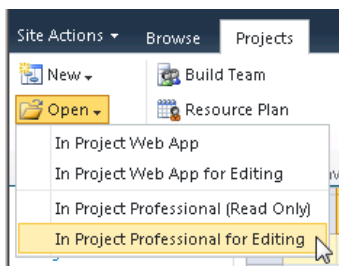 Site Actions Browse Projects
New Build Team
Open Resource Plan
In Project Web App
In Project Web App for Editing
In Project Professional (Read Only)
In Project Professional for Editing